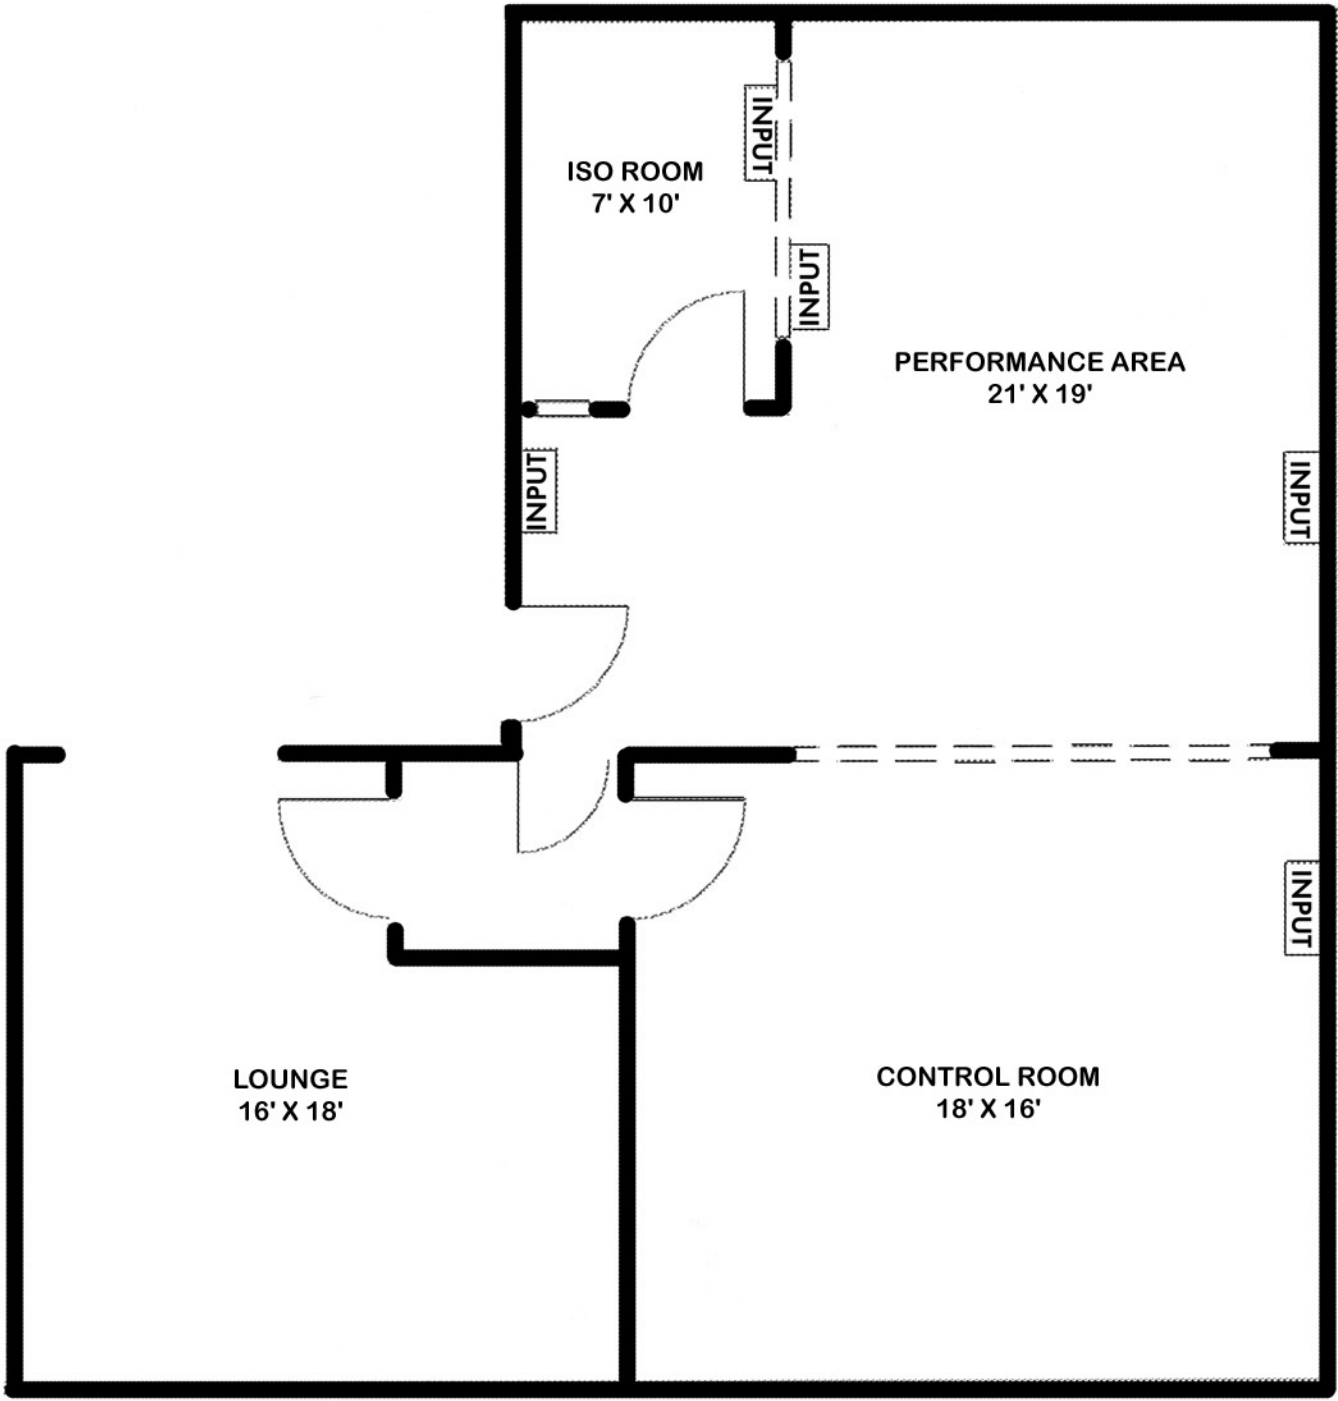 INPUT
ISO ROOM
7' X 10'
INPUT
PERFORMANCE AREA
21' X 19'
INPUT
INPUT
INPUT
LOUNGE
16' X 18'
CONTROL ROOM
18' X 16'